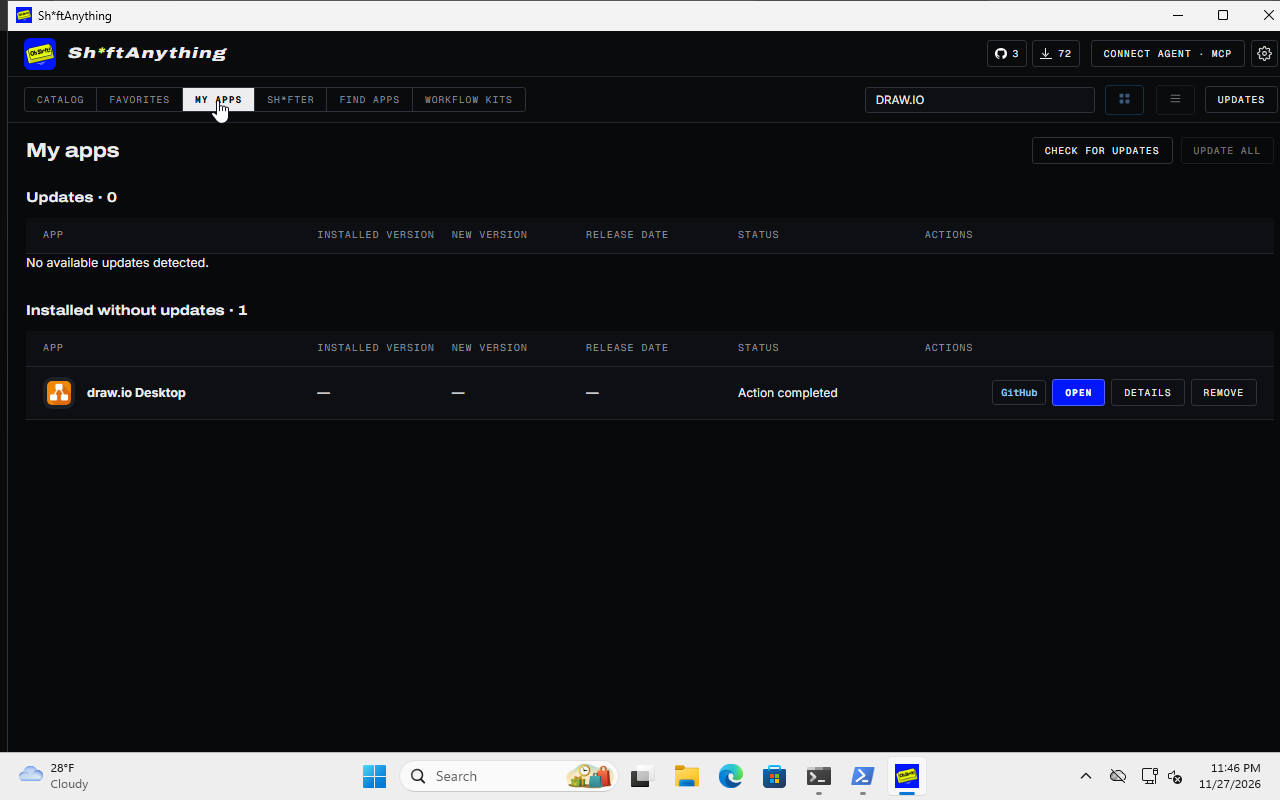 Sh*ftAnything
Oh Sh*ft! Sh*ftAnything 3 72 CONNECT AGENT · MCP
CATALOG FAVORITES MY APPS SH*FTER FIND APPS WORKFLOW KITS DRAW.IO UPDATES
My apps CHECK FOR UPDATES UPDATE ALL
Updates · 0
APP INSTALLED VERSION NEW VERSION RELEASE DATE STATUS ACTIONS
No available updates detected.
Installed without updates · 1
APP INSTALLED VERSION NEW VERSION RELEASE DATE STATUS ACTIONS
draw.io Desktop — — — Action completed GitHub OPEN DETAILS REMOVE
28°F
Cloudy
Search
11:46 PM
11/27/2026